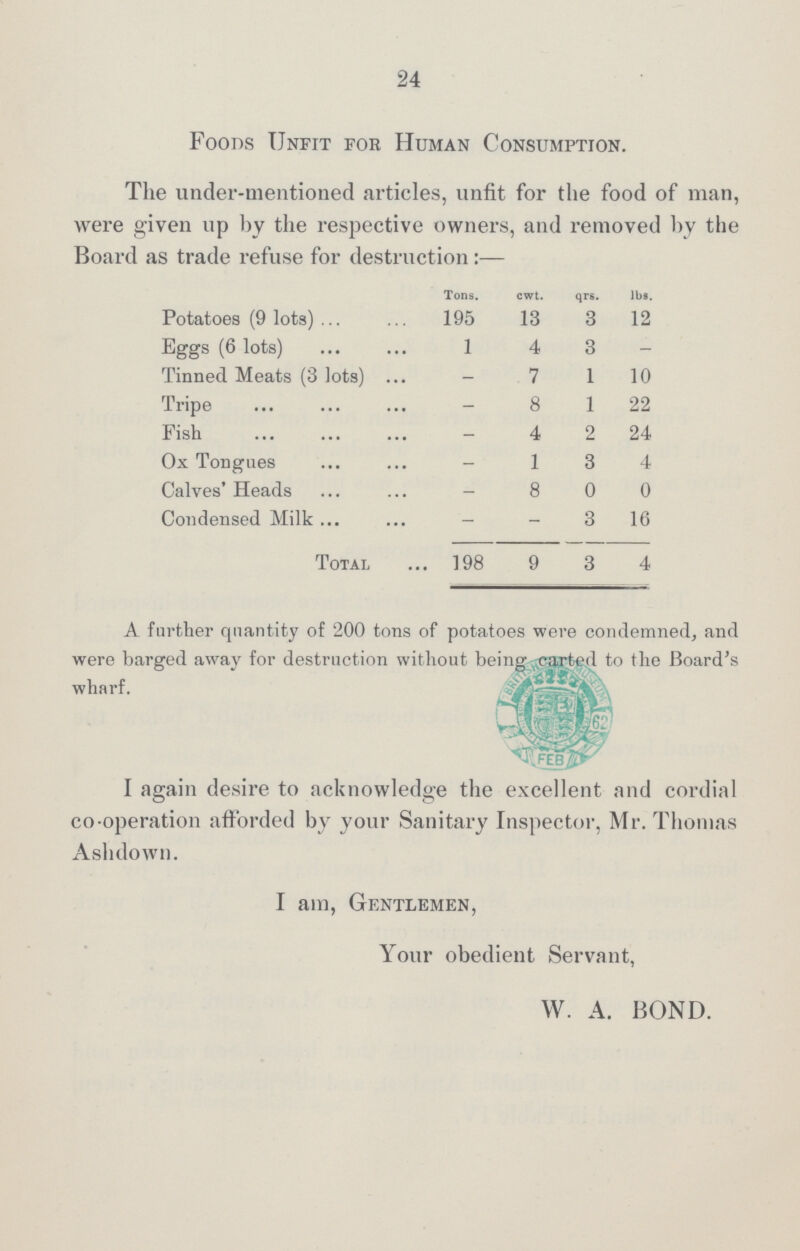 24
Foods Unfit for Human Consumption.
The under-mentioned articles, unfit for the food of man,
were given up by the respective owners, and removed by the
Board as trade refuse for destruction:—
Tons. cwt. qrs. lbs.
Potatoes (9 lots) ... ... 195 13 3 12
Eggs (6 lots) ... ... 1 4 3 –
Tinned Meats (3 lots) ... – 7 1 10
Tripe ... ... ... – 8 1 22
Fish ... ... ... – 4 2 24
Ox Tongues ... ... – 1 3 4
Calves' Heads ... ... – 8 0 0
Condensed Milk ... ... – – 3 16
Total ... 198 9 3 4
A further quantity of 200 tons of potatoes were condemned, and
were barged away for destruction without being carted to the Board's
wharf.
62
FEB
I again desire to acknowledge the excellent and cordial
co-operation afforded by your Sanitary Inspector, Mr. Thomas
Ashdown.
I am, Gentlemen,
Your obedient Servant,
W. A. BOND.